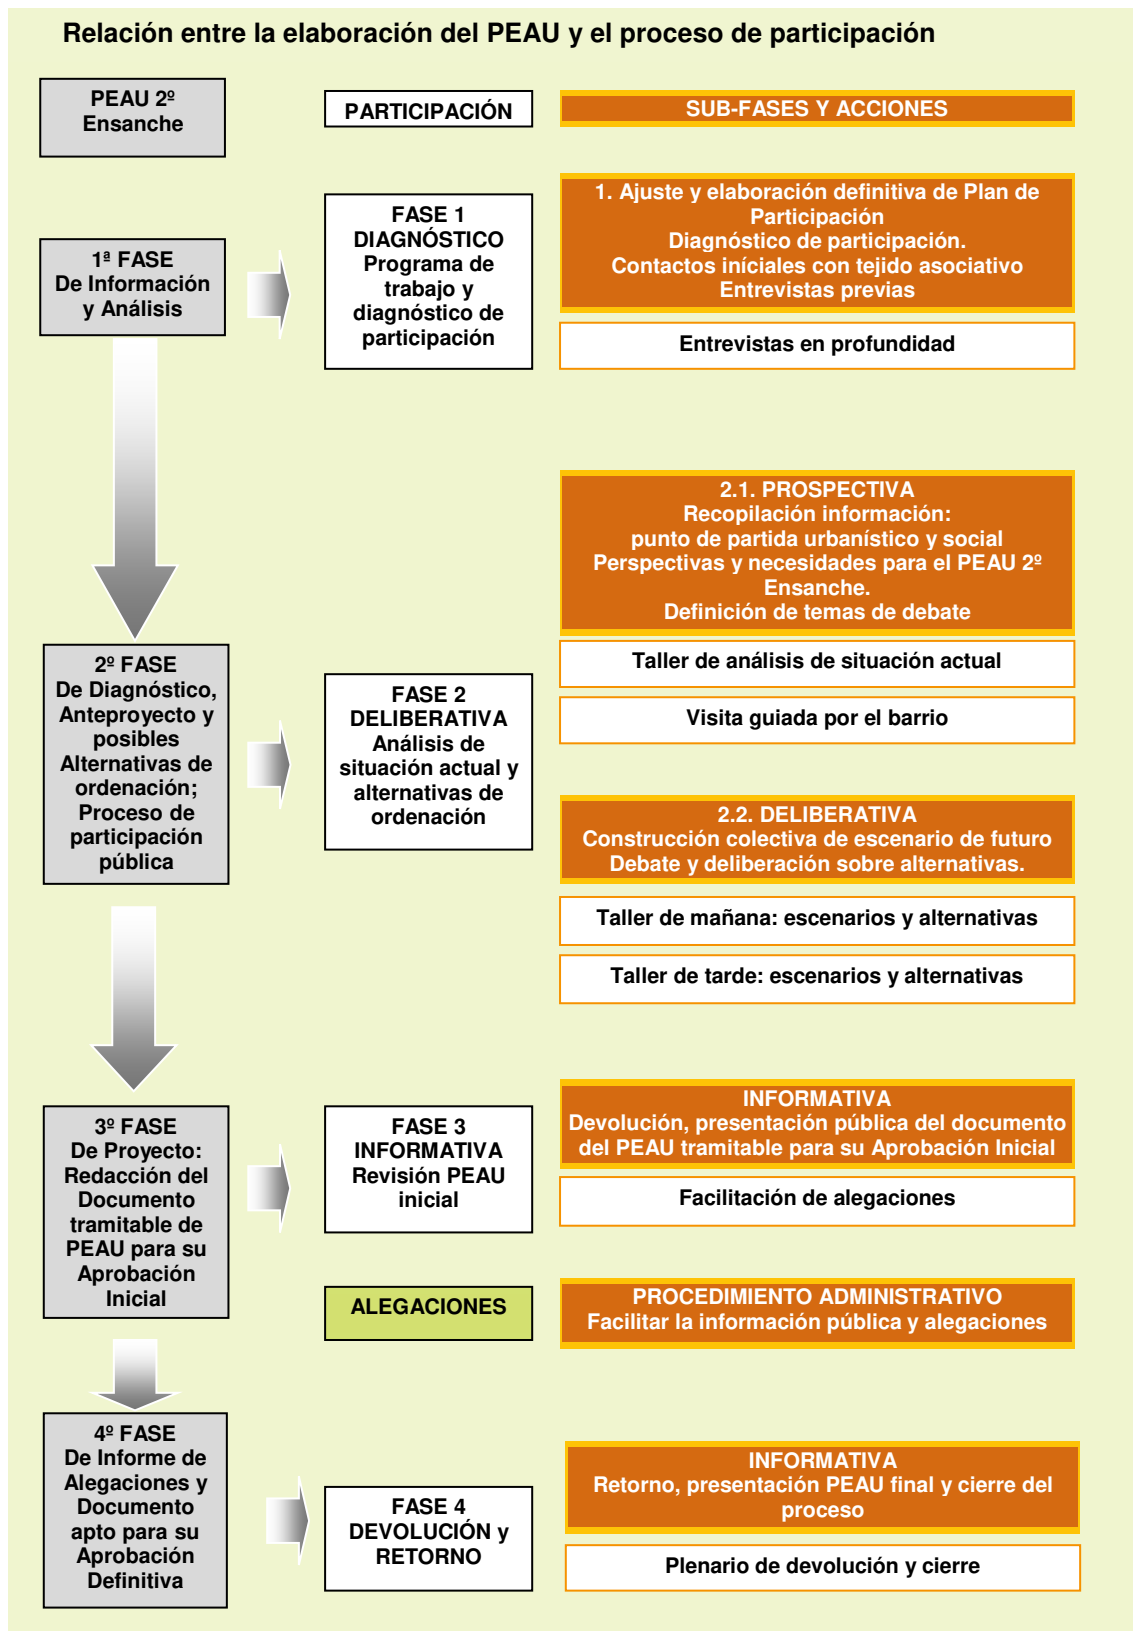 Relación entre la elaboración del PEAU y el proceso de participación
PEAU 2º
Ensanche
PARTICIPACIÓN
SUB-FASES Y ACCIONES
1ª FASE
De Información
y Análisis
FASE 1
DIAGNÓSTICO
Programa de
trabajo y
diagnóstico de
participación
1. Ajuste y elaboración definitiva de Plan de
Participación
Diagnóstico de participación.
Contactos iníciales con tejido asociativo
Entrevistas previas
Entrevistas en profundidad
2º FASE
De Diagnóstico,
Anteproyecto y
posibles
Alternativas de
ordenación;
Proceso de
participación
pública
FASE 2
DELIBERATIVA
Análisis de
situación actual y
alternativas de
ordenación
2.1. PROSPECTIVA
Recopilación información:
punto de partida urbanístico y social
Perspectivas y necesidades para el PEAU 2º
Ensanche.
Definición de temas de debate
Taller de análisis de situación actual
Visita guiada por el barrio
2.2. DELIBERATIVA
Construcción colectiva de escenario de futuro
Debate y deliberación sobre alternativas.
Taller de mañana: escenarios y alternativas
Taller de tarde: escenarios y alternativas
3º FASE
De Proyecto:
Redacción del
Documento
tramitable de
PEAU para su
Aprobación
Inicial
FASE 3
INFORMATIVA
Revisión PEAU
inicial
INFORMATIVA
Devolución, presentación pública del documento
del PEAU tramitable para su Aprobación Inicial
Facilitación de alegaciones
ALEGACIONES
PROCEDIMIENTO ADMINISTRATIVO
Facilitar la información pública y alegaciones
4º FASE
De Informe de
Alegaciones y
Documento
apto para su
Aprobación
Definitiva
FASE 4
DEVOLUCIÓN y
RETORNO
INFORMATIVA
Retorno, presentación PEAU final y cierre del
proceso
Plenario de devolución y cierre